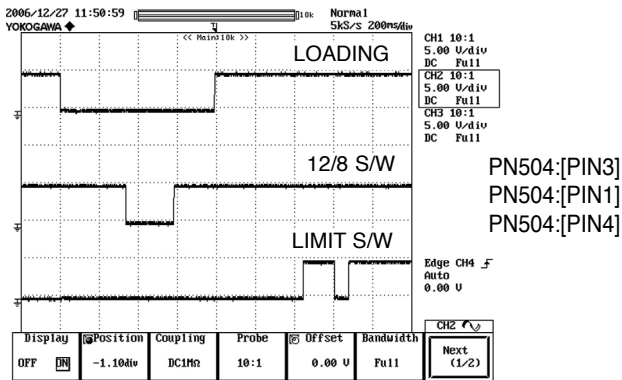 2006/12/27 11:50:59
10k
Normal
YOKOGAWA
5kS/s 200ms/div
<< Main:10k >>
CH1 10:1
5.00 V/div
DC Full
CH2 10:1
5.00 V/div
DC Full
CH3 10:1
5.00 V/div
DC Full
LOADING
12/8 S/W
LIMIT S/W
PN504:[PIN3]
PN504:[PIN1]
PN504:[PIN4]
Edge CH4
Auto
0.00 V
CH2
Display
OFF ON
Position
-1.10div
Coupling
DC1MΩ
Probe
10:1
Offset
0.00 V
Bandwidth
Full
Next
(1/2)